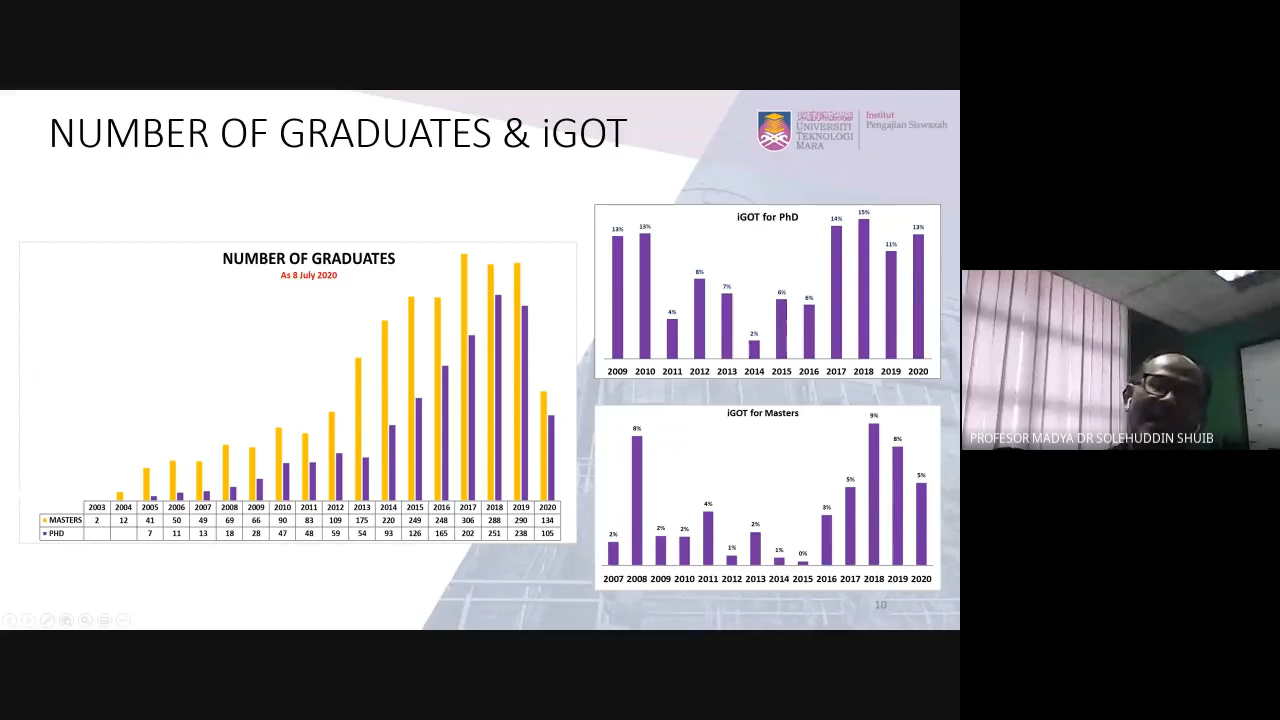 NUMBER OF GRADUATES & iGOT
UNIVERSITI
TEKNOLOGI
MARA
Institut
Pengajian Siswazah
NUMBER OF GRADUATES
As 8 July 2020
2003 2004 2005 2006 2007 2008 2009 2010 2011 2012 2013 2014 2015 2016 2017 2018 2019 2020
MASTERS 2 12 41 50 49 69 66 90 83 109 175 220 249 248 306 288 290 134
PHD 7 11 13 18 28 47 48 59 54 93 126 165 202 251 238 105
iGOT for PhD
13% 13% 4% 8% 7% 2% 6% 6% 14% 15% 11% 13%
2009 2010 2011 2012 2013 2014 2015 2016 2017 2018 2019 2020
iGOT for Masters
2% 8% 2% 2% 4% 1% 2% 1% 0% 3% 5% 9% 8% 5%
2007 2008 2009 2010 2011 2012 2013 2014 2015 2016 2017 2018 2019 2020
10
PROFESOR MADYA DR SOLEHUDDIN SHUIB